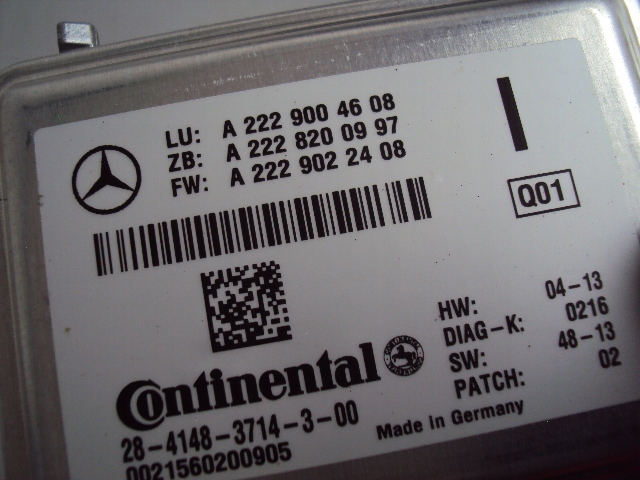 LU: A 222 900 46 08
ZB: A 222 820 09 97
FW: A 222 902 24 08
Q01
HW: 04-13
DIAG-K: 0216
SW: 48-13
PATCH: 02
Continental
28-4148-3714-3-00
Made in Germany
0021560200905